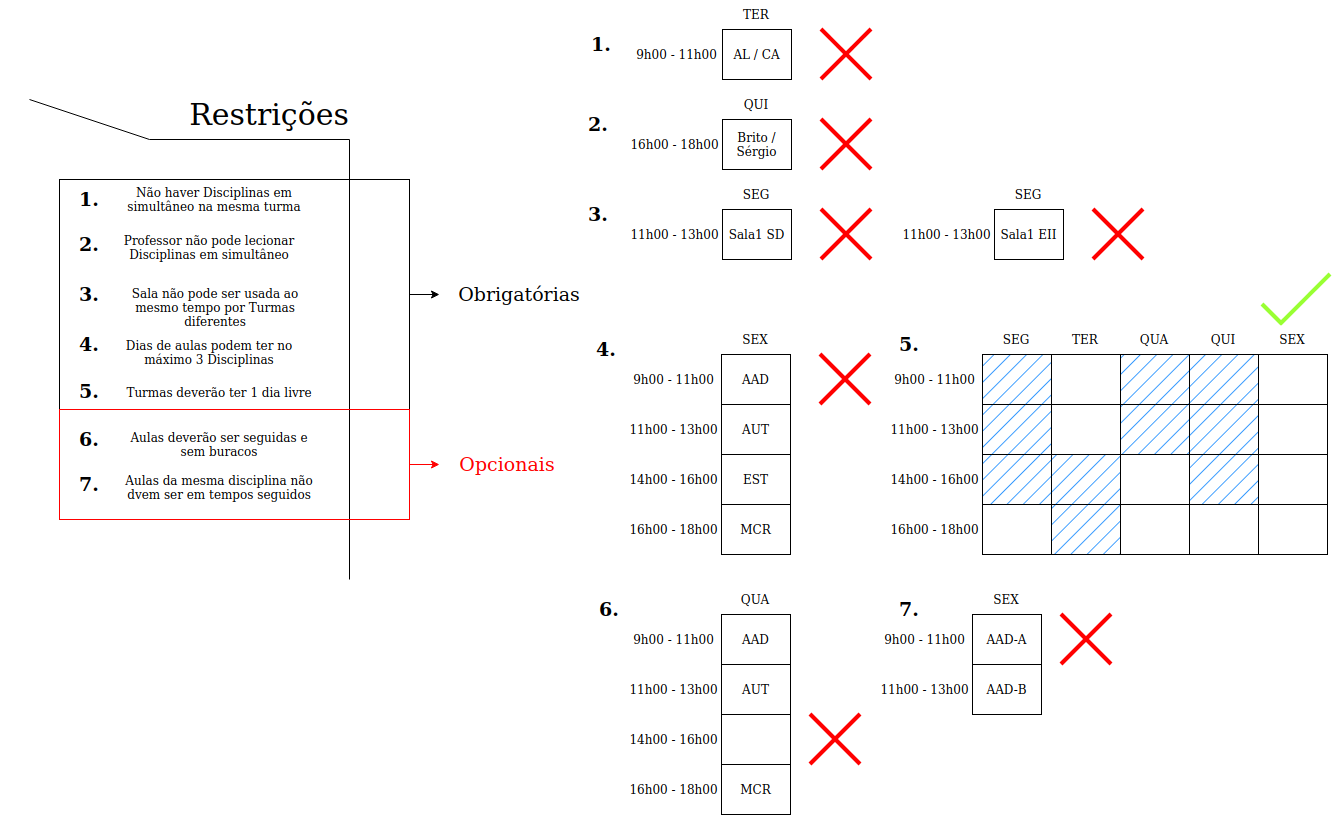 Restrições
1.
Não haver Disciplinas em
simultâneo na mesma turma
2.
Professor não pode lecionar
Disciplinas em simultâneo
3.
Sala não pode ser usada ao
mesmo tempo por Turmas
diferentes
4.
Dias de aulas podem ter no
máximo 3 Disciplinas
5.
Turmas deverão ter 1 dia livre
6.
Aulas deverão ser seguidas e
sem buracos
7.
Aulas da mesma disciplina não
dvem ser em tempos seguidos
Obrigatórias
Opcionais
1.
TER
9h00 - 11h00
AL / CA
2.
QUI
16h00 - 18h00
Brito /
Sérgio
3.
SEG
11h00 - 13h00
Sala1 SD
SEG
11h00 - 13h00
Sala1 EII
4.
SEX
9h00 - 11h00
AAD
11h00 - 13h00
AUT
14h00 - 16h00
EST
16h00 - 18h00
MCR
5.
SEG
TER
QUA
QUI
SEX
9h00 - 11h00
11h00 - 13h00
14h00 - 16h00
16h00 - 18h00
6.
QUA
9h00 - 11h00
AAD
11h00 - 13h00
AUT
14h00 - 16h00
16h00 - 18h00
MCR
7.
SEX
9h00 - 11h00
AAD-A
11h00 - 13h00
AAD-B